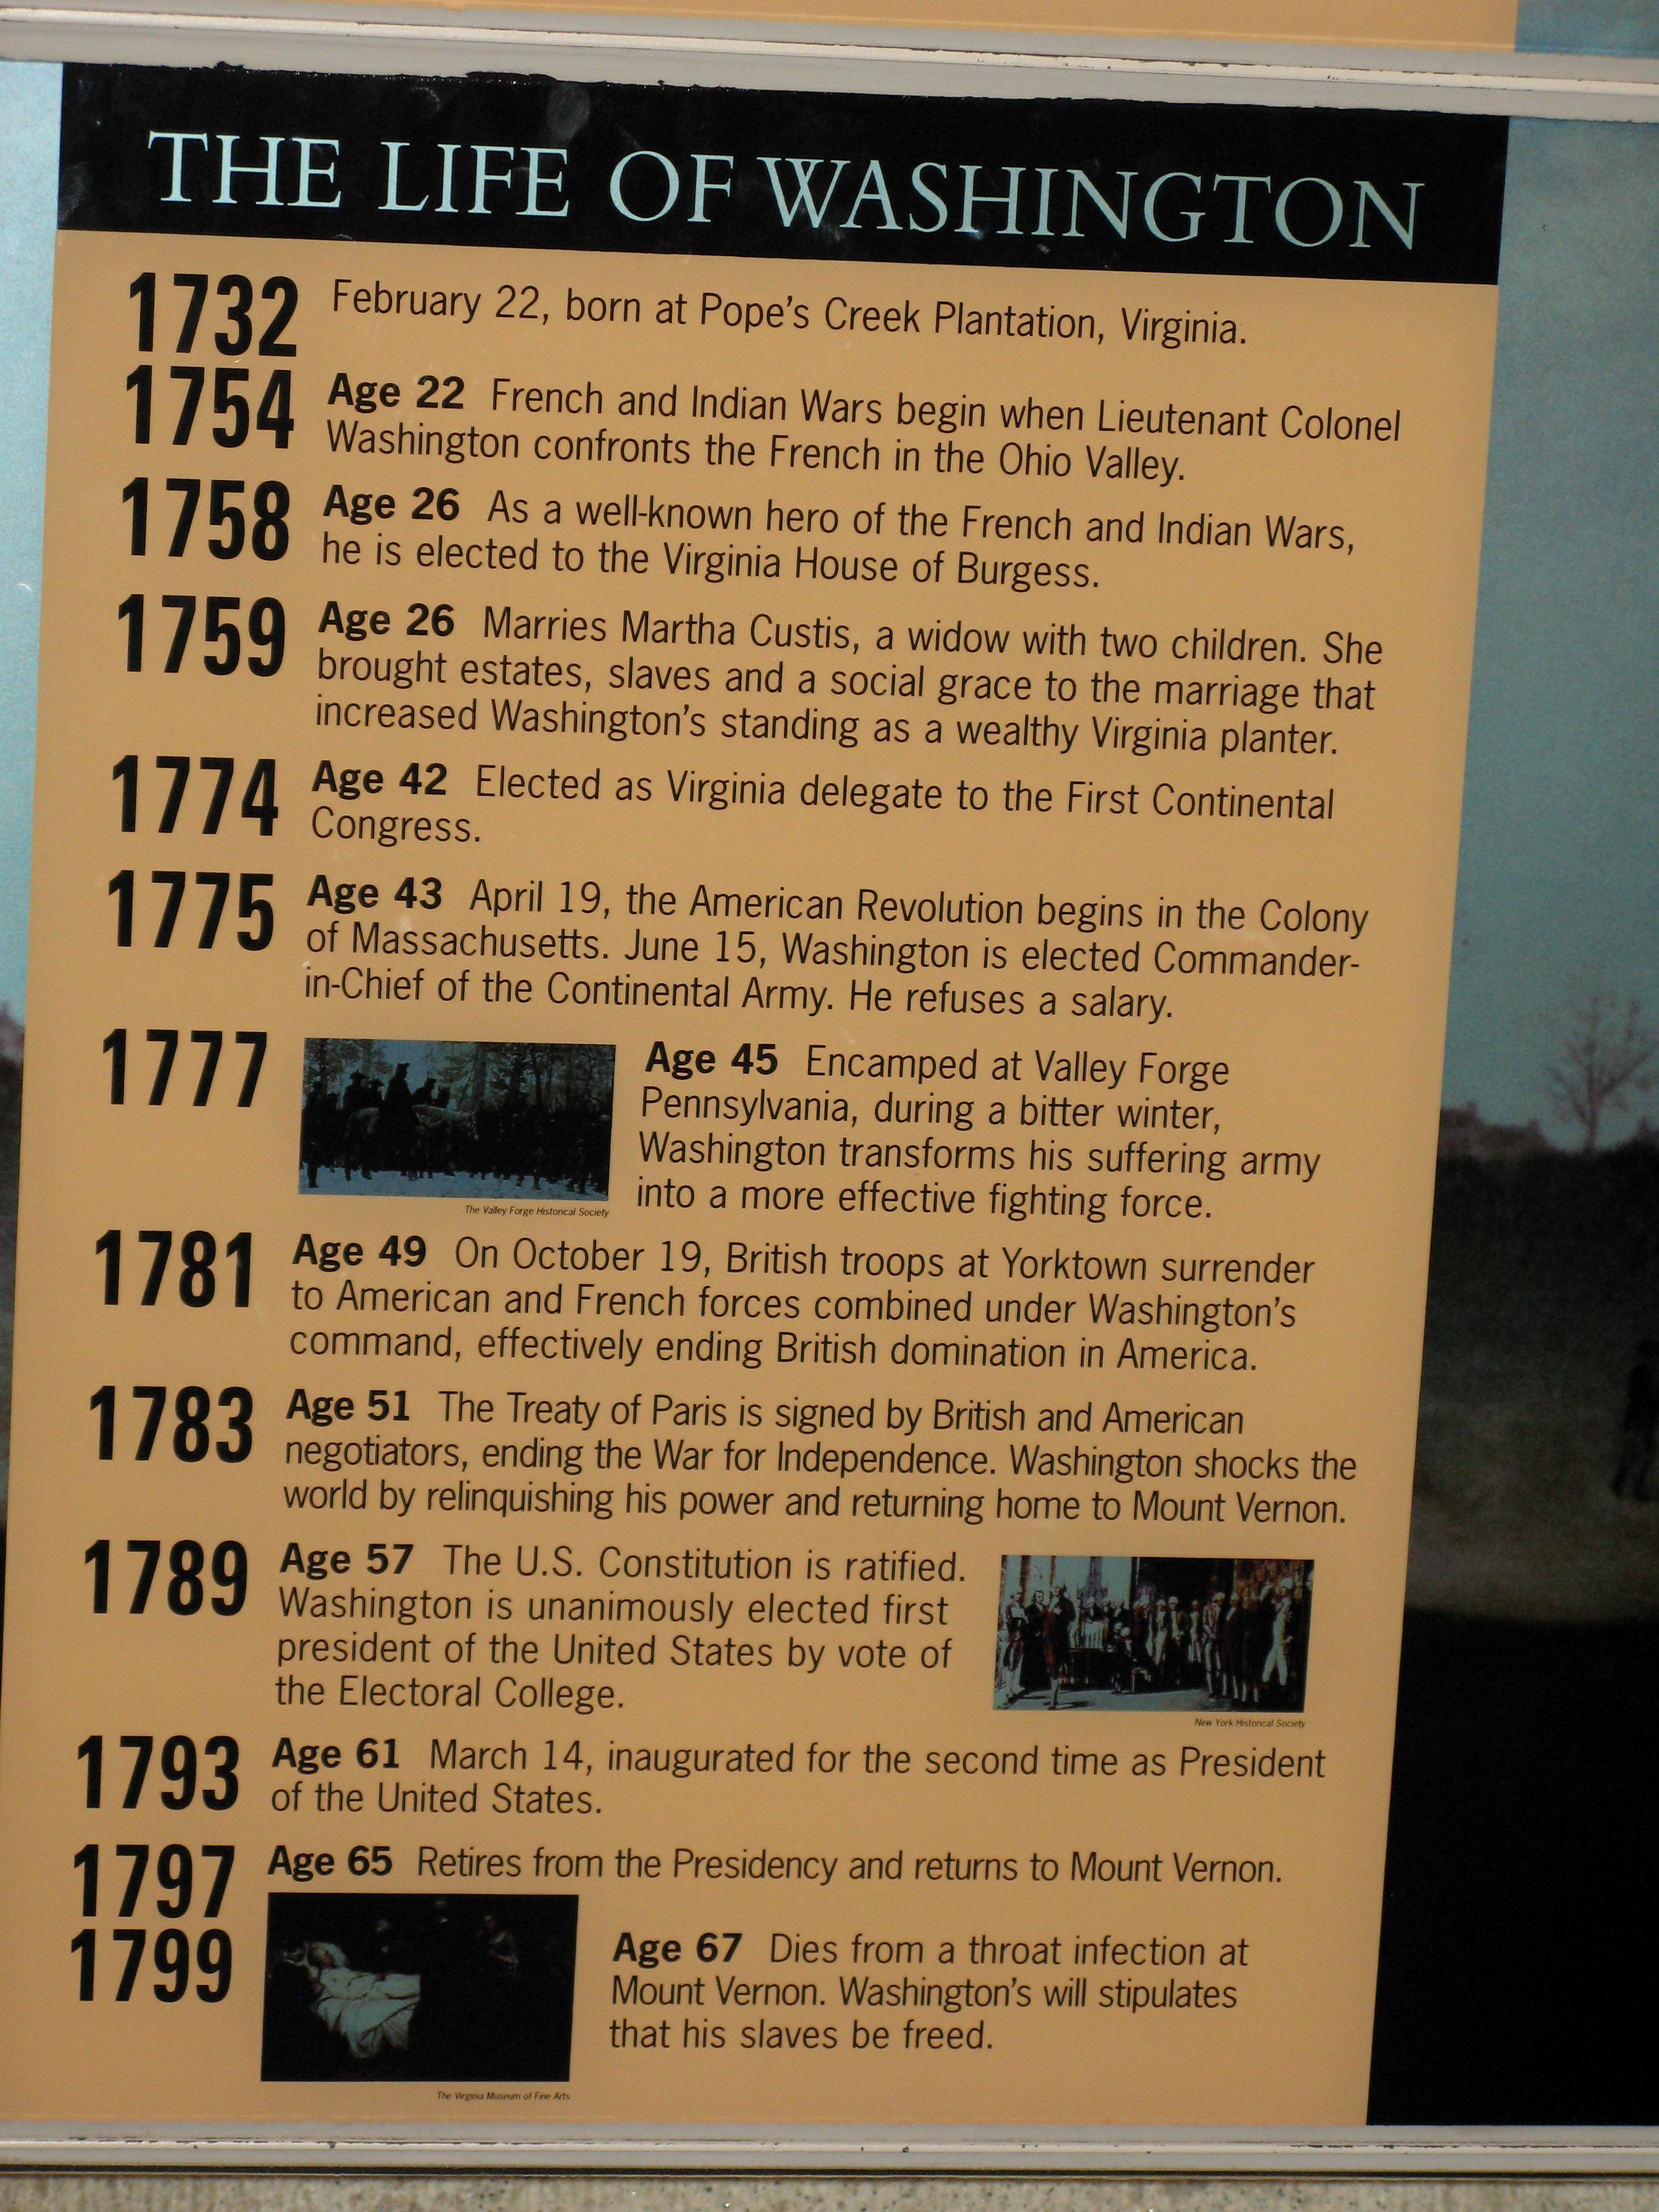 THE LIFE OF WASHINGTON
1732 February 22, born at Pope's Creek Plantation, Virginia.
1754 Age 22 French and Indian Wars begin when Lieutenant Colonel
Washington confronts the French in the Ohio Valley.
1758 Age 26 As a well-known hero of the French and Indian Wars,
he is elected to the Virginia House of Burgess.
1759 Age 26 Marries Martha Custis, a widow with two children. She
brought estates, slaves and a social grace to the marriage that
increased Washington's standing as a wealthy Virginia planter.
1774 Age 42 Elected as Virginia delegate to the First Continental
Congress.
1775 Age 43 April 19, the American Revolution begins in the Colony
of Massachusetts. June 15, Washington is elected Commander-
in-Chief of the Continental Army. He refuses a salary.
1777 Age 45 Encamped at Valley Forge
Pennsylvania, during a bitter winter,
Washington transforms his suffering army
into a more effective fighting force.
The Valley Forge Historical Society
1781 Age 49 On October 19, British troops at Yorktown surrender
to American and French forces combined under Washington's
command, effectively ending British domination in America.
1783 Age 51 The Treaty of Paris is signed by British and American
negotiators, ending the War for Independence. Washington shocks the
world by relinquishing his power and returning home to Mount Vernon.
1789 Age 57 The U.S. Constitution is ratified.
Washington is unanimously elected first
president of the United States by vote of
the Electoral College.
New York Historical Society
1793 Age 61 March 14, inaugurated for the second time as President
of the United States.
1797 Age 65 Retires from the Presidency and returns to Mount Vernon.
1799 Age 67 Dies from a throat infection at
Mount Vernon. Washington's will stipulates
that his slaves be freed.
The Virginia Museum of Fine Arts